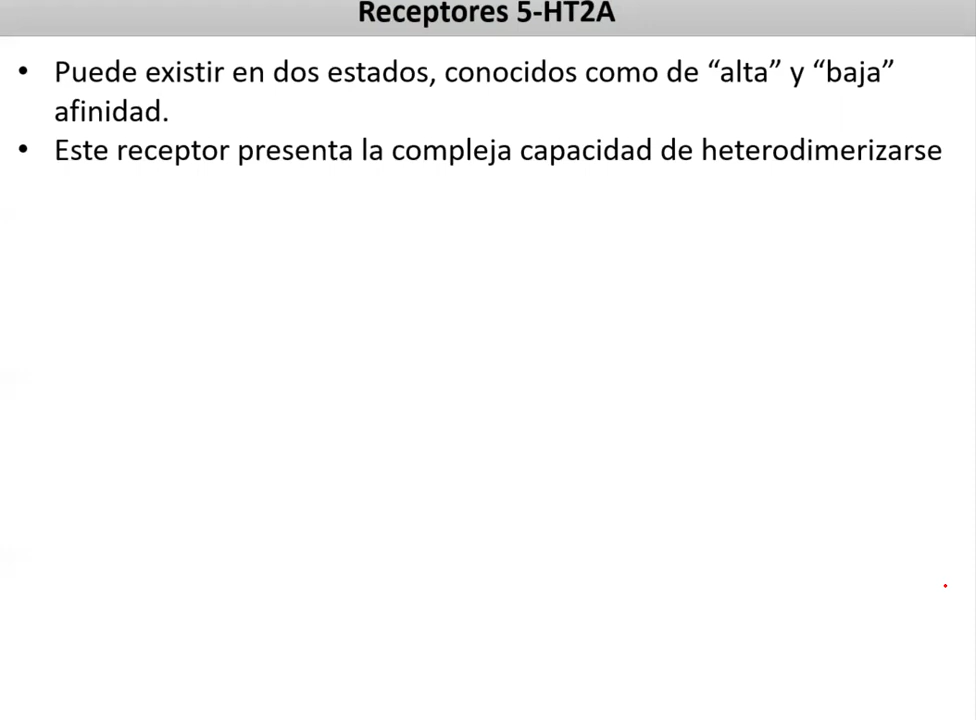 Receptores 5-HT2A
• Puede existir en dos estados, conocidos como de “alta” y “baja”
afinidad.
• Este receptor presenta la compleja capacidad de heterodimerizarse